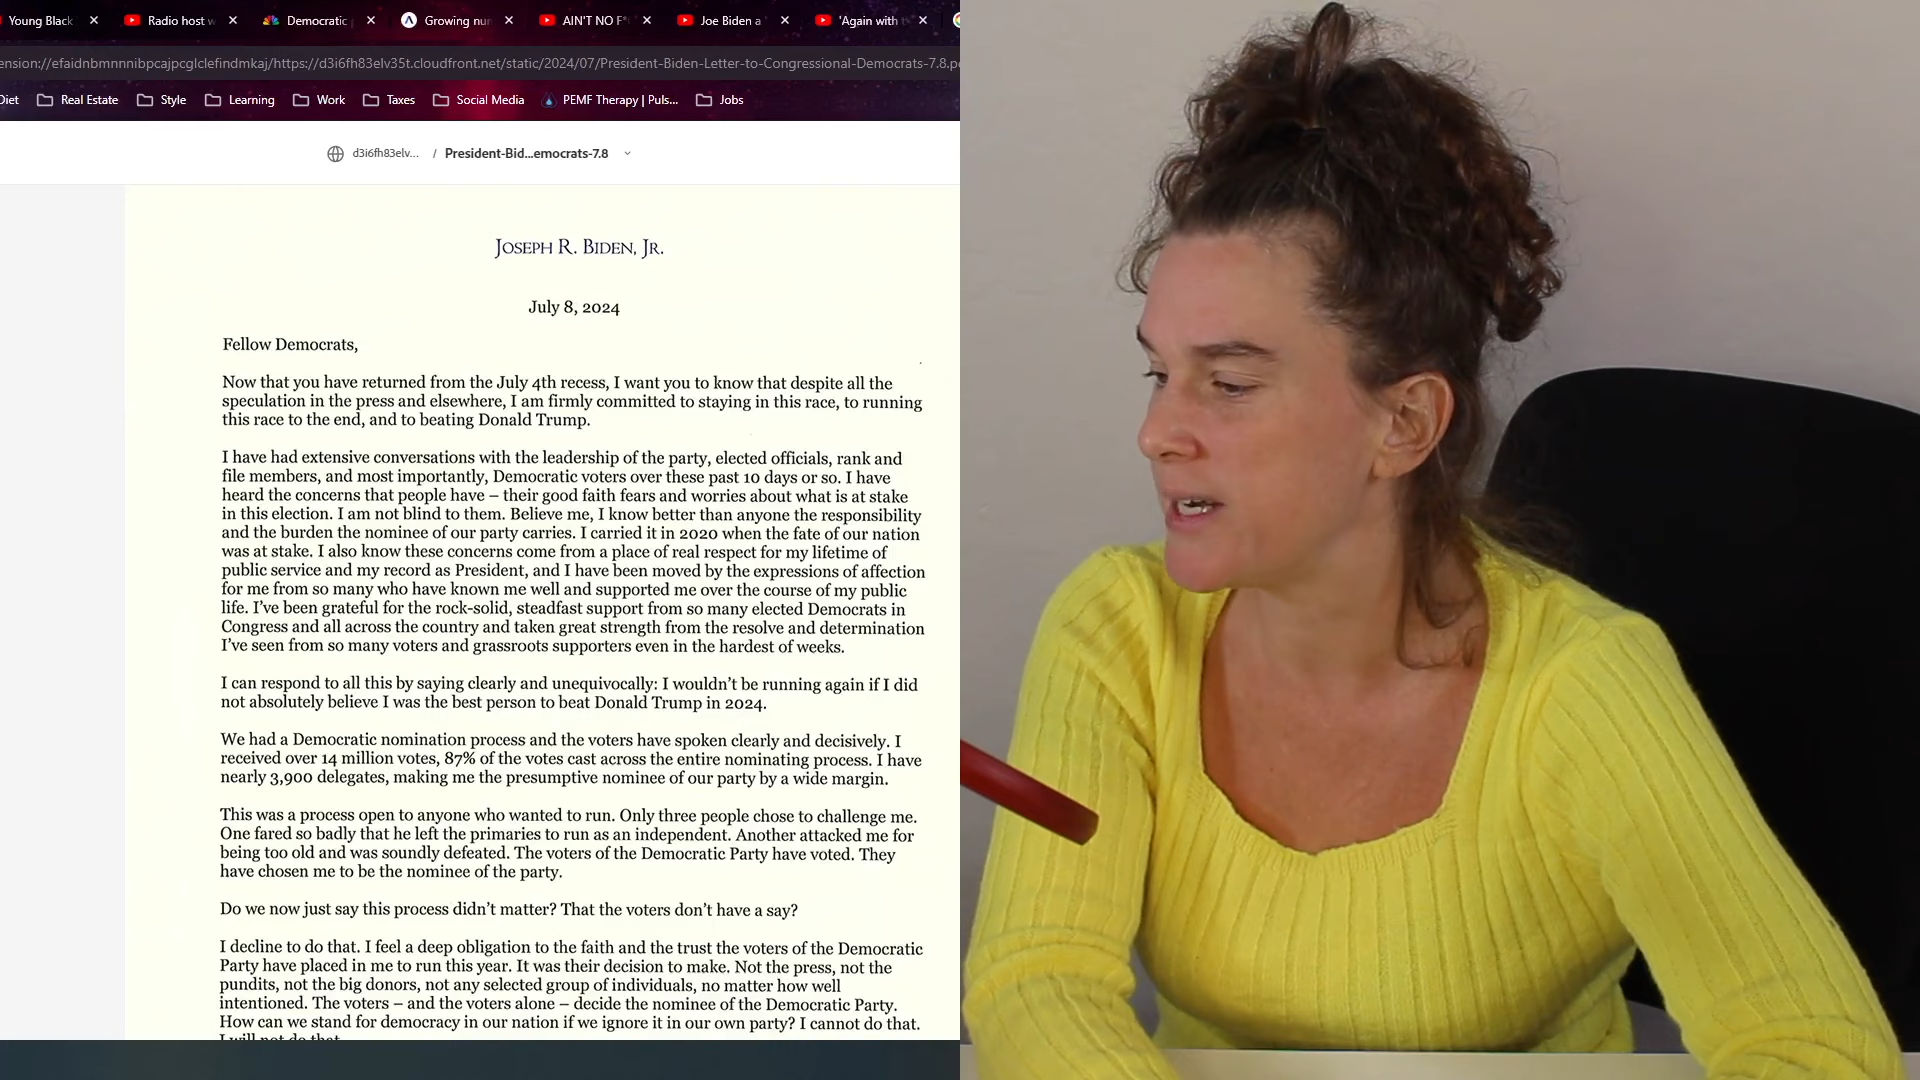 Young Black
Radio host w
Democratic
Growing nu
AIN'T NO F*
Joe Biden a
'Again with t
ension://efaidnbmnnnibpcajpcglclefindmkaj/https://d3i6fh83elv35t.cloudfront.net/static/2024/07/President-Biden-Letter-to-Congressional-Democrats-7.8.p
Diet
Real Estate
Style
Learning
Work
Taxes
Social Media
PEMF Therapy | Puls...
Jobs
d3i6fh83elv... / President-Bid...emocrats-7.8
Joseph R. Biden, Jr.
July 8, 2024
Fellow Democrats,
Now that you have returned from the July 4th recess, I want you to know that despite all the
speculation in the press and elsewhere, I am firmly committed to staying in this race, to running
this race to the end, and to beating Donald Trump.
I have had extensive conversations with the leadership of the party, elected officials, rank and
file members, and most importantly, Democratic voters over these past 10 days or so. I have
heard the concerns that people have – their good faith fears and worries about what is at stake
in this election. I am not blind to them. Believe me, I know better than anyone the responsibility
and the burden the nominee of our party carries. I carried it in 2020 when the fate of our nation
was at stake. I also know these concerns come from a place of real respect for my lifetime of
public service and my record as President, and I have been moved by the expressions of affection
for me from so many who have known me well and supported me over the course of my public
life. I've been grateful for the rock-solid, steadfast support from so many elected Democrats in
Congress and all across the country and taken great strength from the resolve and determination
I've seen from so many voters and grassroots supporters even in the hardest of weeks.
I can respond to all this by saying clearly and unequivocally: I wouldn't be running again if I did
not absolutely believe I was the best person to beat Donald Trump in 2024.
We had a Democratic nomination process and the voters have spoken clearly and decisively. I
received over 14 million votes, 87% of the votes cast across the entire nominating process. I have
nearly 3,900 delegates, making me the presumptive nominee of our party by a wide margin.
This was a process open to anyone who wanted to run. Only three people chose to challenge me.
One fared so badly that he left the primaries to run as an independent. Another attacked me for
being too old and was soundly defeated. The voters of the Democratic Party have voted. They
have chosen me to be the nominee of the party.
Do we now just say this process didn't matter? That the voters don't have a say?
I decline to do that. I feel a deep obligation to the faith and the trust the voters of the Democratic
Party have placed in me to run this year. It was their decision to make. Not the press, not the
pundits, not the big donors, not any selected group of individuals, no matter how well
intentioned. The voters – and the voters alone – decide the nominee of the Democratic Party.
How can we stand for democracy in our nation if we ignore it in our own party? I cannot do that.
I will not do that.